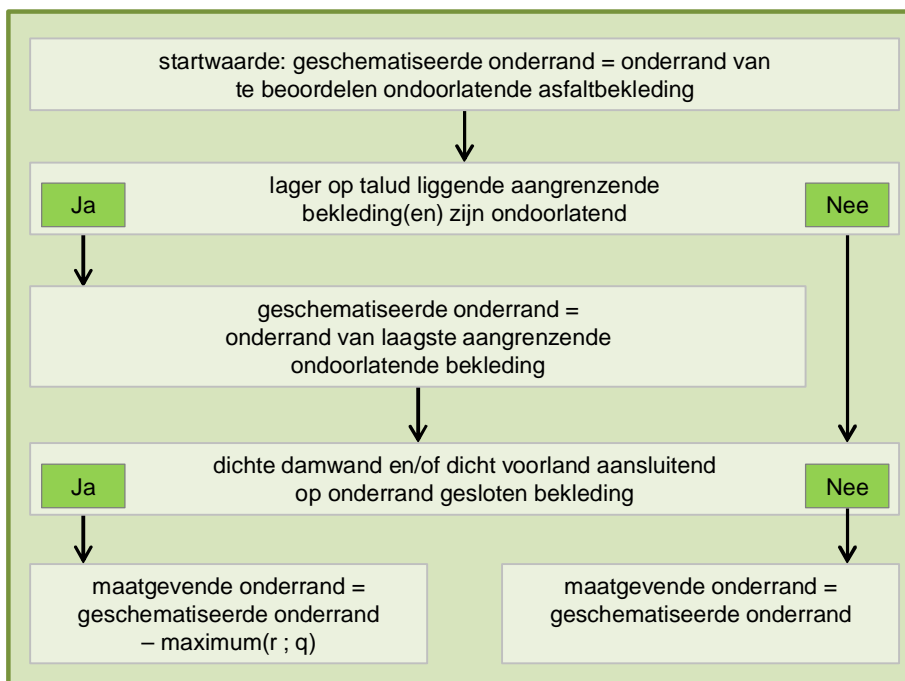 startwaarde: geschematiseerde onderrand = onderrand van
te beoordelen ondoorlatende asfaltbekleding
lager op talud liggende aangrenzende
bekleding(en) zijn ondoorlatend
Ja
Nee
geschematiseerde onderrand =
onderrand van laagste aangrenzende
ondoorlatende bekleding
dichte damwand en/of dicht voorland aansluitend
op onderrand gesloten bekleding
Ja
Nee
maatgevende onderrand =
geschematiseerde onderrand
– maximum(r ; q)
maatgevende onderrand =
geschematiseerde onderrand